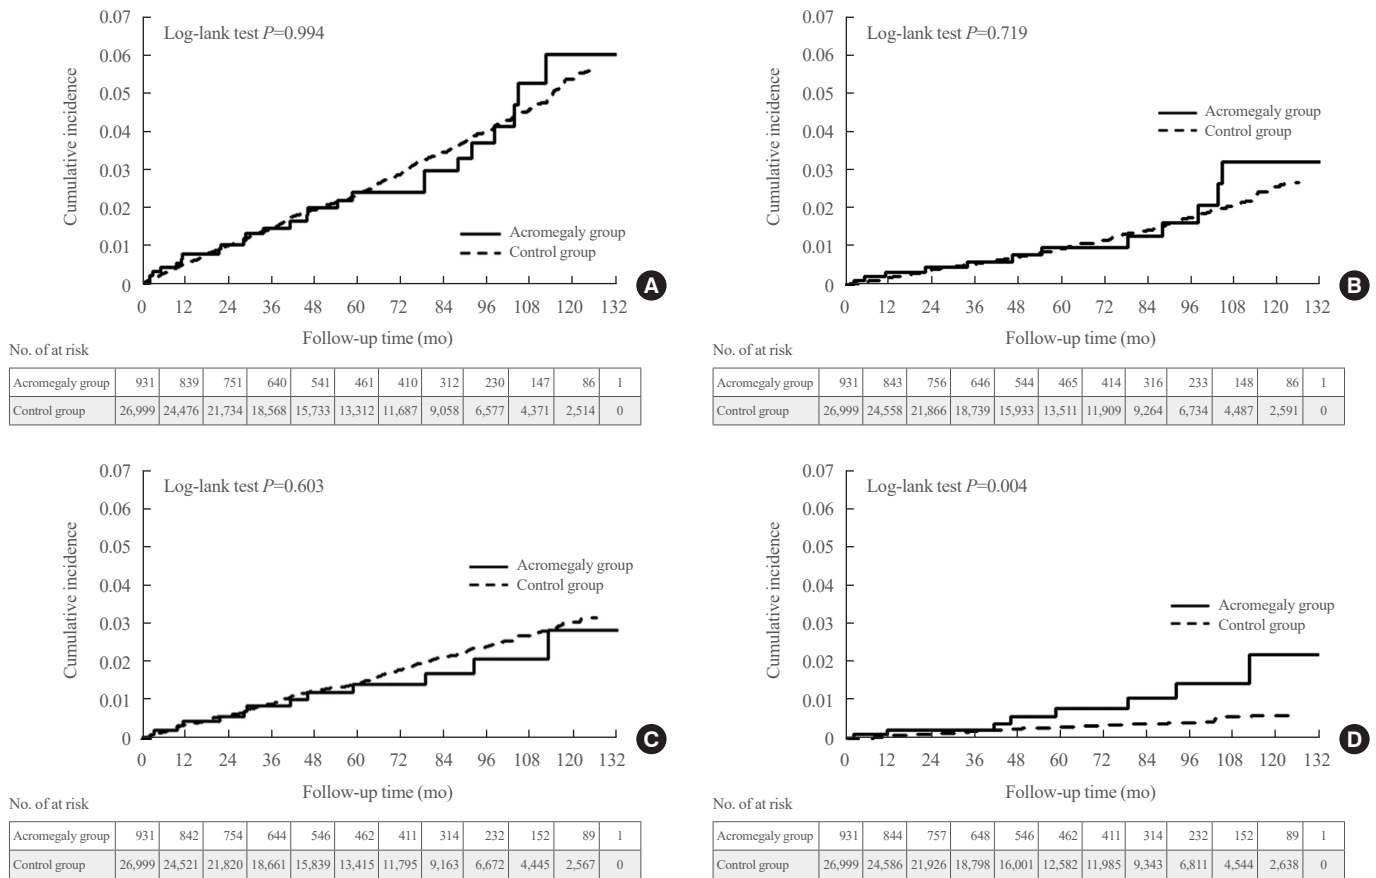 0.07
0.06
0.05
0.04
0.03
0.02
0.01
0
Cumulative incidence
Log-lank test P=0.994
Acromegaly group
Control group
0 12 24 36 48 60 72 84 96 108 120 132
Follow-up time (mo)
A
No. of at risk
Acromegaly group 931 839 751 640 541 461 410 312 230 147 86 1
Control group 26,999 24,476 21,734 18,568 15,733 13,312 11,687 9,058 6,577 4,371 2,514 0
0.07
0.06
0.05
0.04
0.03
0.02
0.01
0
Cumulative incidence
Log-lank test P=0.719
Acromegaly group
Control group
0 12 24 36 48 60 72 84 96 108 120 132
Follow-up time (mo)
B
No. of at risk
Acromegaly group 931 843 756 646 544 465 414 316 233 148 86 1
Control group 26,999 24,558 21,866 18,739 15,933 13,511 11,909 9,264 6,734 4,487 2,591 0
0.07
0.06
0.05
0.04
0.03
0.02
0.01
0
Cumulative incidence
Log-lank test P=0.603
Acromegaly group
Control group
0 12 24 36 48 60 72 84 96 108 120 132
Follow-up time (mo)
C
No. of at risk
Acromegaly group 931 842 754 644 546 462 411 314 232 152 89 1
Control group 26,999 24,521 21,820 18,661 15,839 13,415 11,795 9,163 6,672 4,445 2,567 0
0.07
0.06
0.05
0.04
0.03
0.02
0.01
0
Cumulative incidence
Log-lank test P=0.004
Acromegaly group
Control group
0 12 24 36 48 60 72 84 96 108 120 132
Follow-up time (mo)
D
No. of at risk
Acromegaly group 931 844 757 648 546 462 411 314 232 152 89 1
Control group 26,999 24,586 21,926 18,798 16,001 12,582 11,985 9,343 6,811 4,544 2,638 0